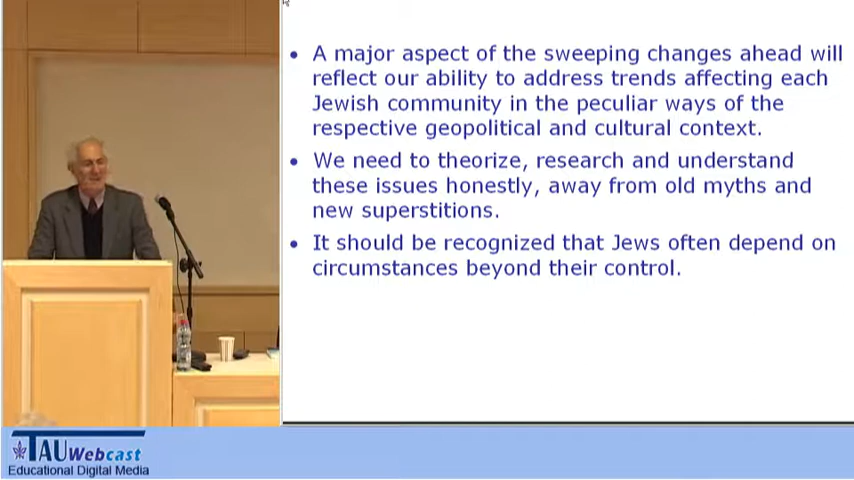 • A major aspect of the sweeping changes ahead will
reflect our ability to address trends affecting each
Jewish community in the peculiar ways of the
respective geopolitical and cultural context.
• We need to theorize, research and understand
these issues honestly, away from old myths and
new superstitions.
• It should be recognized that Jews often depend on
circumstances beyond their control.
TAU Webcast
Educational Digital Media